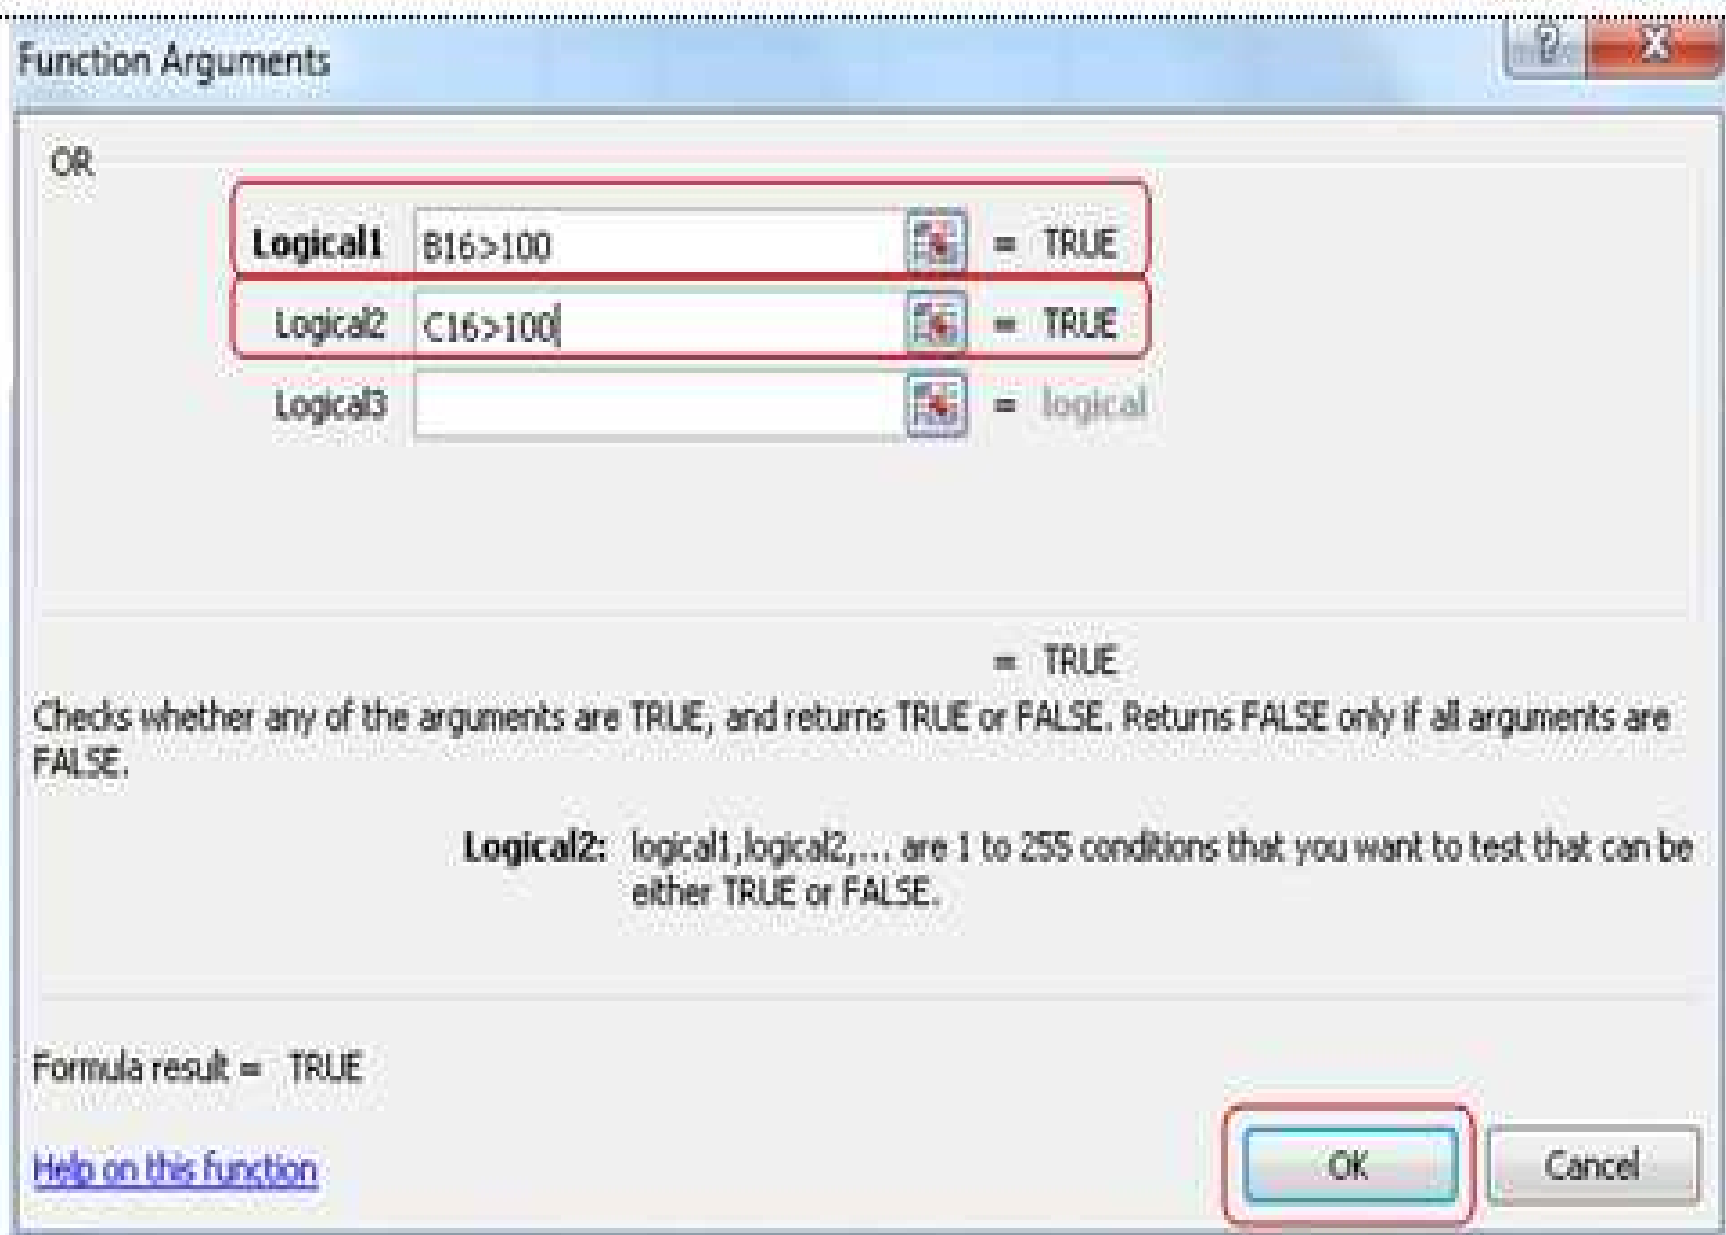 Function Arguments
? X
OR
Logical1 B16>100 = TRUE
Logical2 C16>100 = TRUE
Logical3 = logical
= TRUE
Checks whether any of the arguments are TRUE, and returns TRUE or FALSE. Returns FALSE only if all arguments are
FALSE.
Logical2: logical1,logical2,... are 1 to 255 conditions that you want to test that can be
either TRUE or FALSE.
Formula result = TRUE
Help on this function OK Cancel